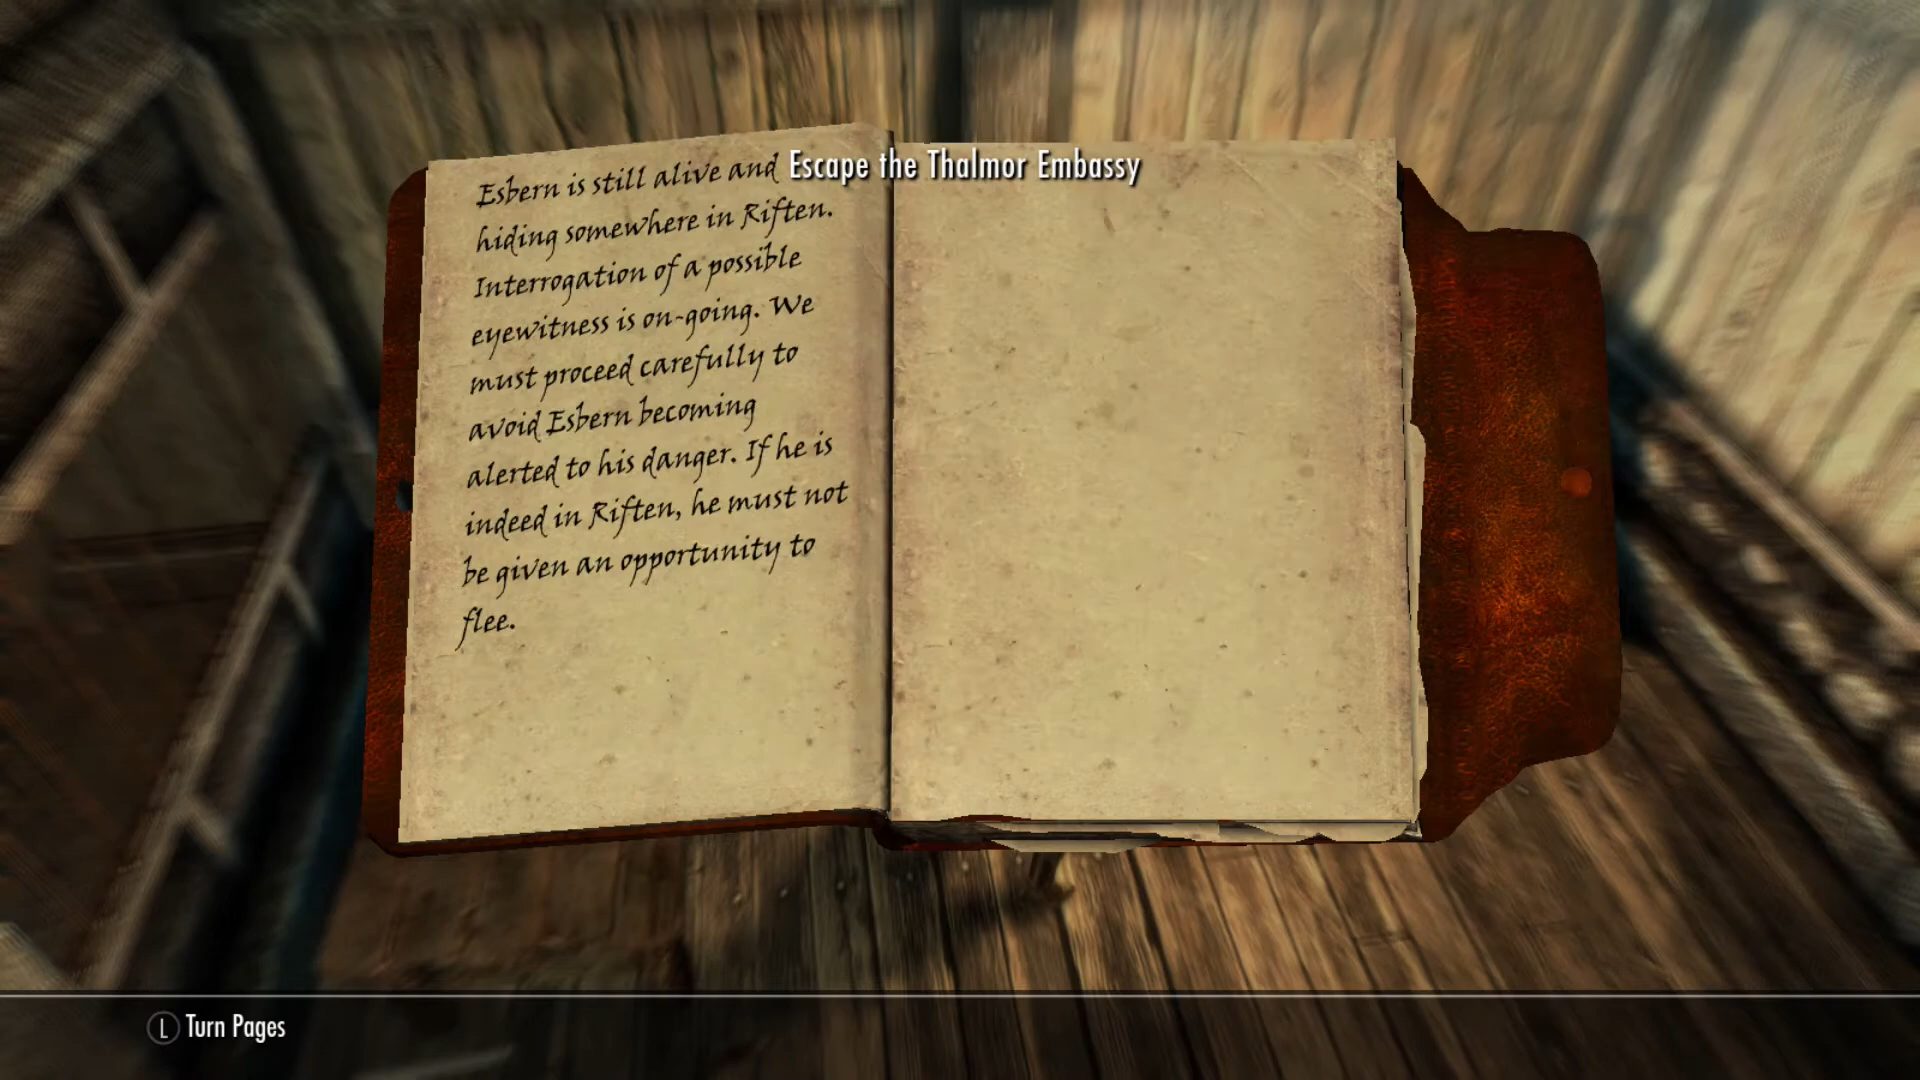 Escape the Thalmor Embassy
Esbern is still alive and
hiding somewhere in Riften.
Interrogation of a possible
eyewitness is on-going. We
must proceed carefully to
avoid Esbern becoming
alerted to his danger. If he is
indeed in Riften, he must not
be given an opportunity to
flee.
L Turn Pages